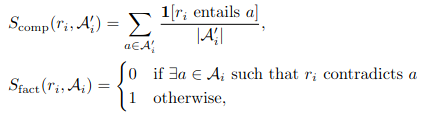 S_comp(r_i, A'_i) = ∑_{a∈A'_i} 1[r_i entails a] / |A'_i|,
S_fact(r_i, A_i) = { 0 if ∃a ∈ A_i such that r_i contradicts a
1 otherwise,